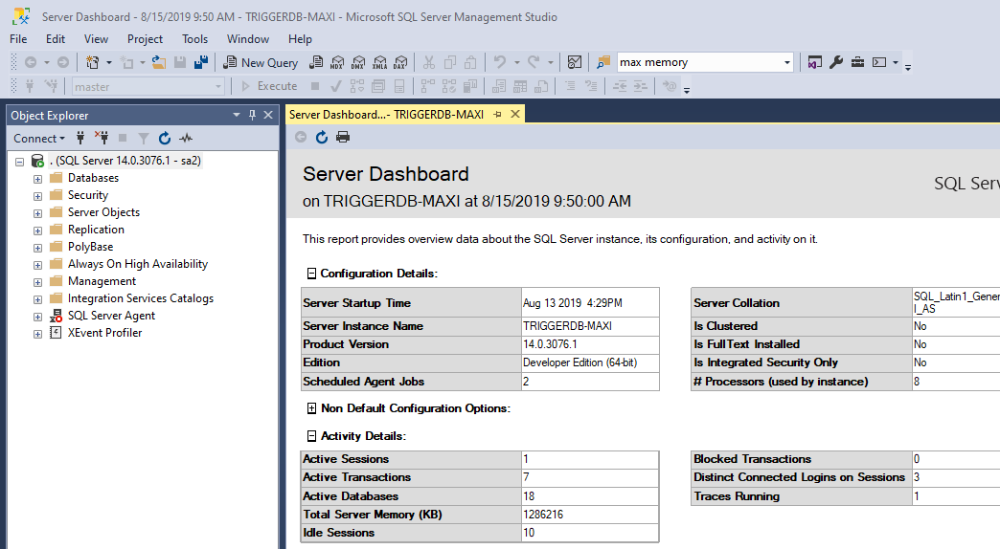 Server Dashboard - 8/15/2019 9:50 AM - TRIGGERDB-MAXI - Microsoft SQL Server Management Studio
File Edit View Project Tools Window Help
New Query MDX DMX XMLA DAX max memory
master Execute
Object Explorer
Server Dashboard...- TRIGGERDB-MAXI
Connect
. (SQL Server 14.0.3076.1 - sa2)
Databases
Security
Server Objects
Replication
PolyBase
Always On High Availability
Management
Integration Services Catalogs
SQL Server Agent
XEvent Profiler
Server Dashboard
SQL Serv
on TRIGGERDB-MAXI at 8/15/2019 9:50:00 AM
This report provides overview data about the SQL Server instance, its configuration, and activity on it.
Configuration Details:
Server Startup Time Aug 13 2019 4:29PM
Server Instance Name TRIGGERDB-MAXI
Product Version 14.0.3076.1
Edition Developer Edition (64-bit)
Scheduled Agent Jobs 2
Server Collation SQL_Latin1_Gener
I_AS
Is Clustered No
Is FullText Installed No
Is Integrated Security Only No
# Processors (used by instance) 8
Non Default Configuration Options:
Activity Details:
Active Sessions 1
Active Transactions 7
Active Databases 18
Total Server Memory (KB) 1286216
Idle Sessions 10
Blocked Transactions 0
Distinct Connected Logins on Sessions 3
Traces Running 1